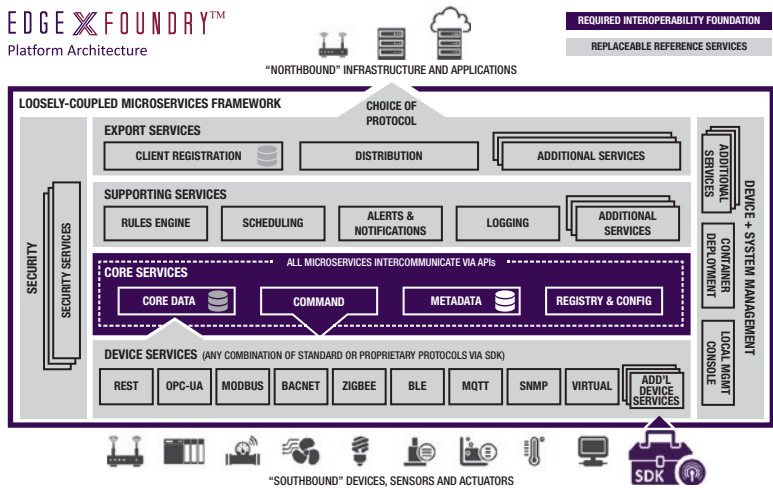 EDGE X FOUNDRY™
Platform Architecture
REQUIRED INTEROPERABILITY FOUNDATION
REPLACEABLE REFERENCE SERVICES
“NORTHBOUND” INFRASTRUCTURE AND APPLICATIONS
LOOSELY-COUPLED MICROSERVICES FRAMEWORK
CHOICE OF
PROTOCOL
EXPORT SERVICES
CLIENT REGISTRATION
DISTRIBUTION
ADDITIONAL SERVICES
SUPPORTING SERVICES
RULES ENGINE
SCHEDULING
ALERTS &
NOTIFICATIONS
LOGGING
ADDITIONAL
SERVICES
ALL MICROSERVICES INTERCOMMUNICATE VIA APIs
CORE SERVICES
CORE DATA
COMMAND
METADATA
REGISTRY & CONFIG
DEVICE SERVICES (ANY COMBINATION OF STANDARD OR PROPRIETARY PROTOCOLS VIA SDK)
REST
OPC-UA
MODBUS
BACNET
ZIGBEE
BLE
MQTT
SNMP
VIRTUAL
ADD'L
DEVICE
SERVICES
SECURITY
SECURITY SERVICES
ADDITIONAL
SERVICES
CONTAINER
DEPLOYMENT
LOCAL MGMT
CONSOLE
DEVICE + SYSTEM MANAGEMENT
“SOUTHBOUND” DEVICES, SENSORS AND ACTUATORS
SDK